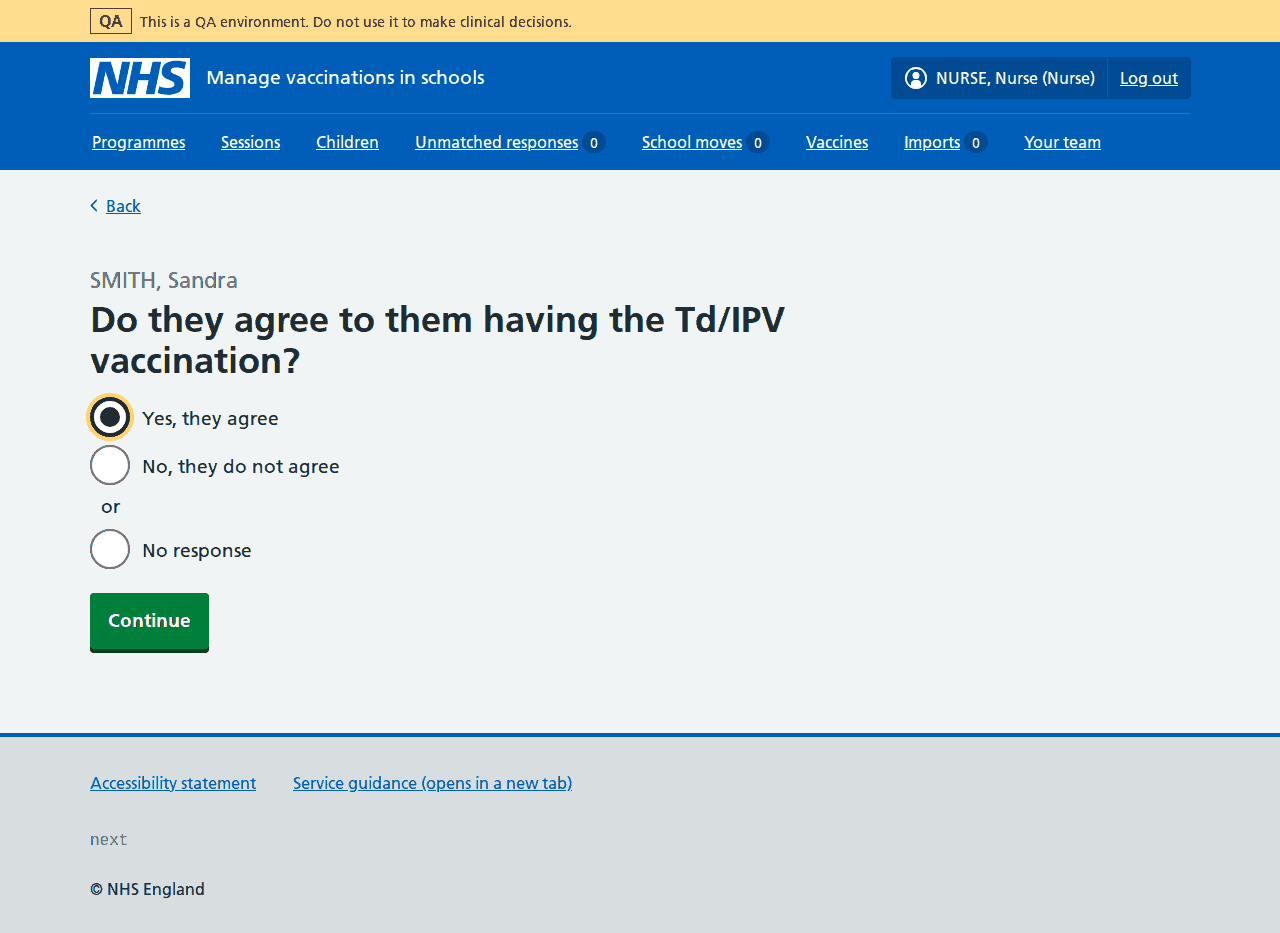 QA This is a QA environment. Do not use it to make clinical decisions.
NHS Manage vaccinations in schools NURSE, Nurse (Nurse) Log out
Programmes Sessions Children Unmatched responses 0 School moves 0 Vaccines Imports 0 Your team
Back
SMITH, Sandra
Do they agree to them having the Td/IPV
vaccination?
Yes, they agree
No, they do not agree
or
No response
Continue
Accessibility statement Service guidance (opens in a new tab)
next
© NHS England